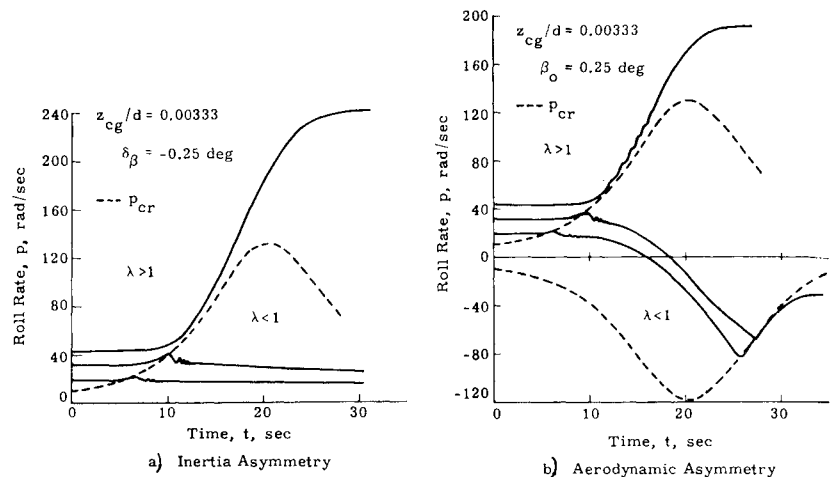 z_cg/d = 0.00333
δ_β = -0.25 deg
p_cr
λ>1
λ<1
Roll Rate, p, rad/sec
240
200
160
120
80
40
0
0
10
20
30
Time, t, sec
a) Inertia Asymmetry
z_cg/d = 0.00333
β_o = 0.25 deg
p_cr
λ>1
λ<1
Roll Rate, p, rad/sec
200
160
120
80
40
0
-40
-80
-120
0
10
20
30
Time, t, sec
b) Aerodynamic Asymmetry